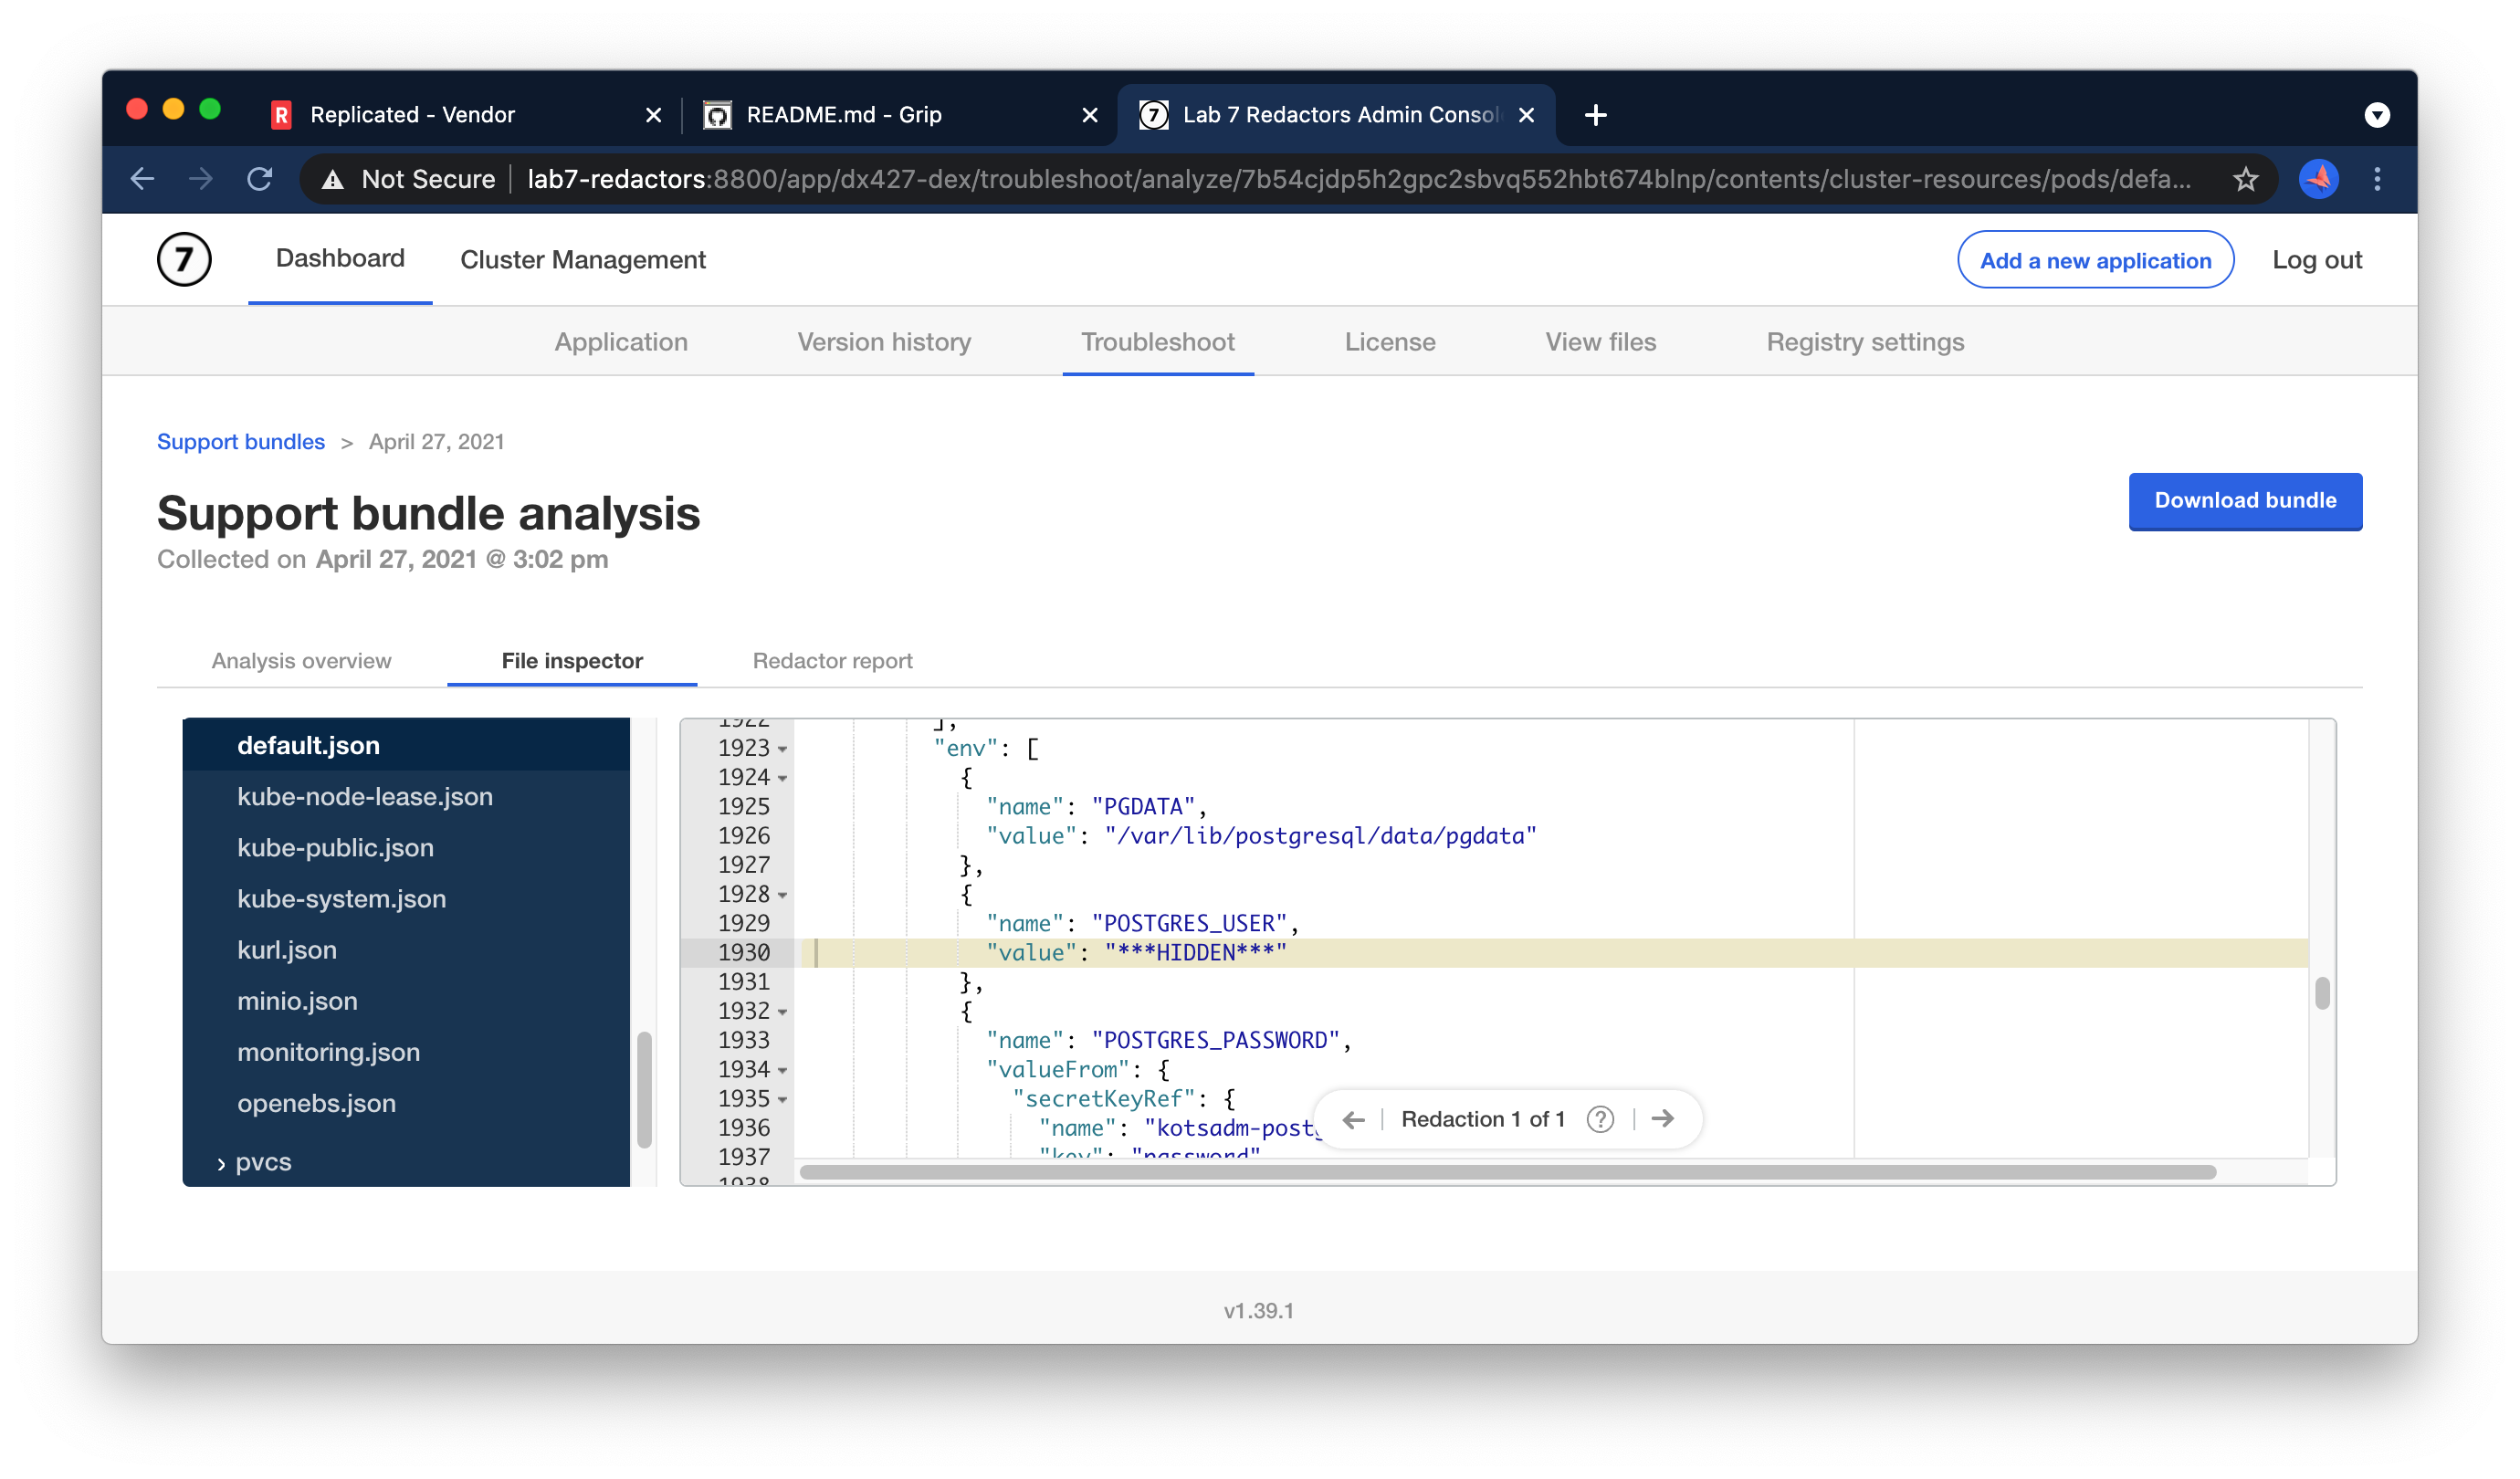 Replicated - Vendor
README.md - Grip
Lab 7 Redactors Admin Consol
Not Secure
lab7-redactors:8800/app/dx427-dex/troubleshoot/analyze/7b54cjdp5h2gpc2sbvq552hbt674blnp/contents/cluster-resources/pods/defa...
7
Dashboard
Cluster Management
Add a new application
Log out
Application
Version history
Troubleshoot
License
View files
Registry settings
Support bundles > April 27, 2021
Support bundle analysis
Collected on April 27, 2021 @ 3:02 pm
Download bundle
Analysis overview
File inspector
Redactor report
default.json
kube-node-lease.json
kube-public.json
kube-system.json
kurl.json
minio.json
monitoring.json
openebs.json
pvcs
1922 ],
1923 "env": [
1924 {
1925 "name": "PGDATA",
1926 "value": "/var/lib/postgresql/data/pgdata"
1927 },
1928 {
1929 "name": "POSTGRES_USER",
1930 "value": "***HIDDEN***"
1931 },
1932 {
1933 "name": "POSTGRES_PASSWORD",
1934 "valueFrom": {
1935 "secretKeyRef": {
1936 "name": "kotsadm-postg
1937 "key": "password"
1938
Redaction 1 of 1 ?
v1.39.1